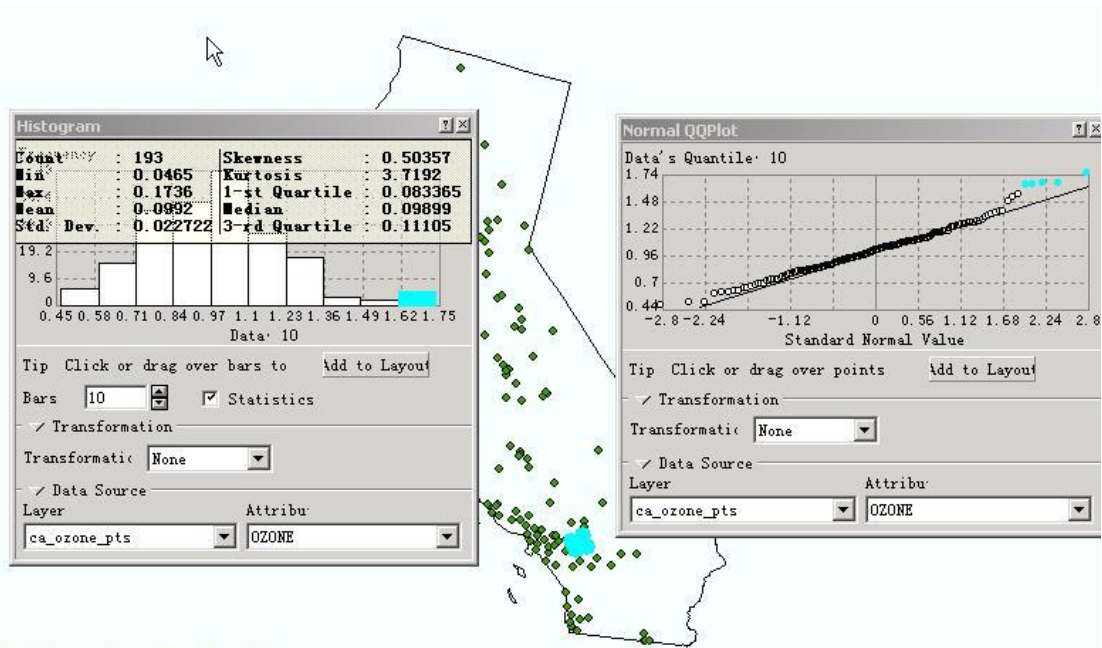 Histogram
Count : 193 Skewness : 0.50357
Min : 0.0465 Kurtosis : 3.7192
Max : 0.1736 1-st Quartile : 0.083365
Mean : 0.0992 Median : 0.09899
Std. Dev. : 0.022722 3-rd Quartile : 0.11105
19.2
9.6
0
0.45 0.58 0.71 0.84 0.97 1.1 1.23 1.36 1.49 1.62 1.75
Data· 10
Tip Click or drag over bars to Add to Layout
Bars 10 Statistics
Transformation
Transformatic None
Data Source
Layer Attribu
ca_ozone_pts OZONE
Normal QQPlot
Data's Quantile· 10
1.74
1.48
1.22
0.96
0.7
0.44
-2.8 -2.24 -1.12 0 0.56 1.12 1.68 2.24 2.8
Standard Normal Value
Tip Click or drag over points Add to Layout
Transformation
Transformatic None
Data Source
Layer Attribu
ca_ozone_pts OZONE